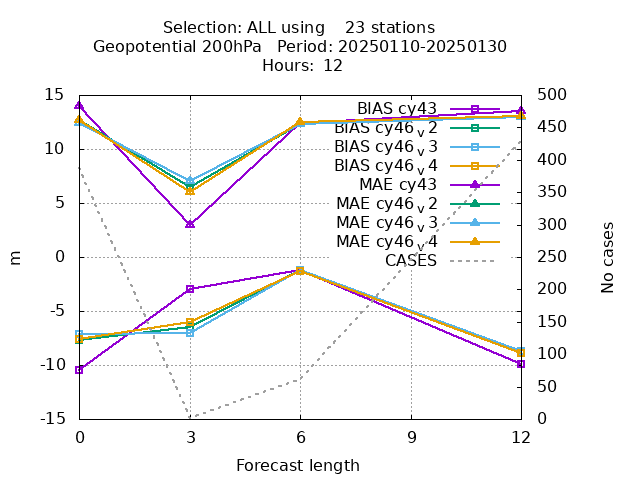 Selection: ALL using    23 stations
Geopotential 200hPa   Period: 20250110-20250130
Hours: 12
15
10
5
0
-5
-10
-15
m
500
450
400
350
300
250
200
150
100
50
0
No cases
BIAS cy43
BIAS cy46_v2
BIAS cy46_v3
BIAS cy46_v4
MAE cy43
MAE cy46_v2
MAE cy46_v3
MAE cy46_v4
CASES
0 3 6 9 12
Forecast length